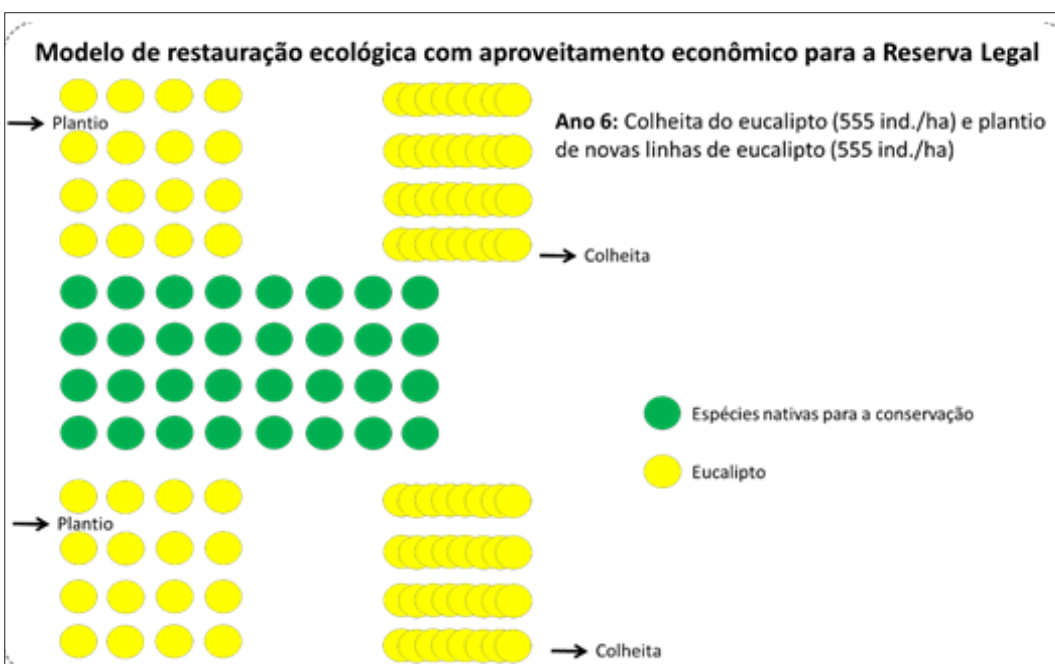 Modelo de restauração ecológica com aproveitamento econômico para a Reserva Legal
Plantio
Ano 6: Colheita do eucalipto (555 ind./ha) e plantio
de novas linhas de eucalipto (555 ind./ha)
Colheita
Espécies nativas para a conservação
Eucalipto
Plantio
Colheita